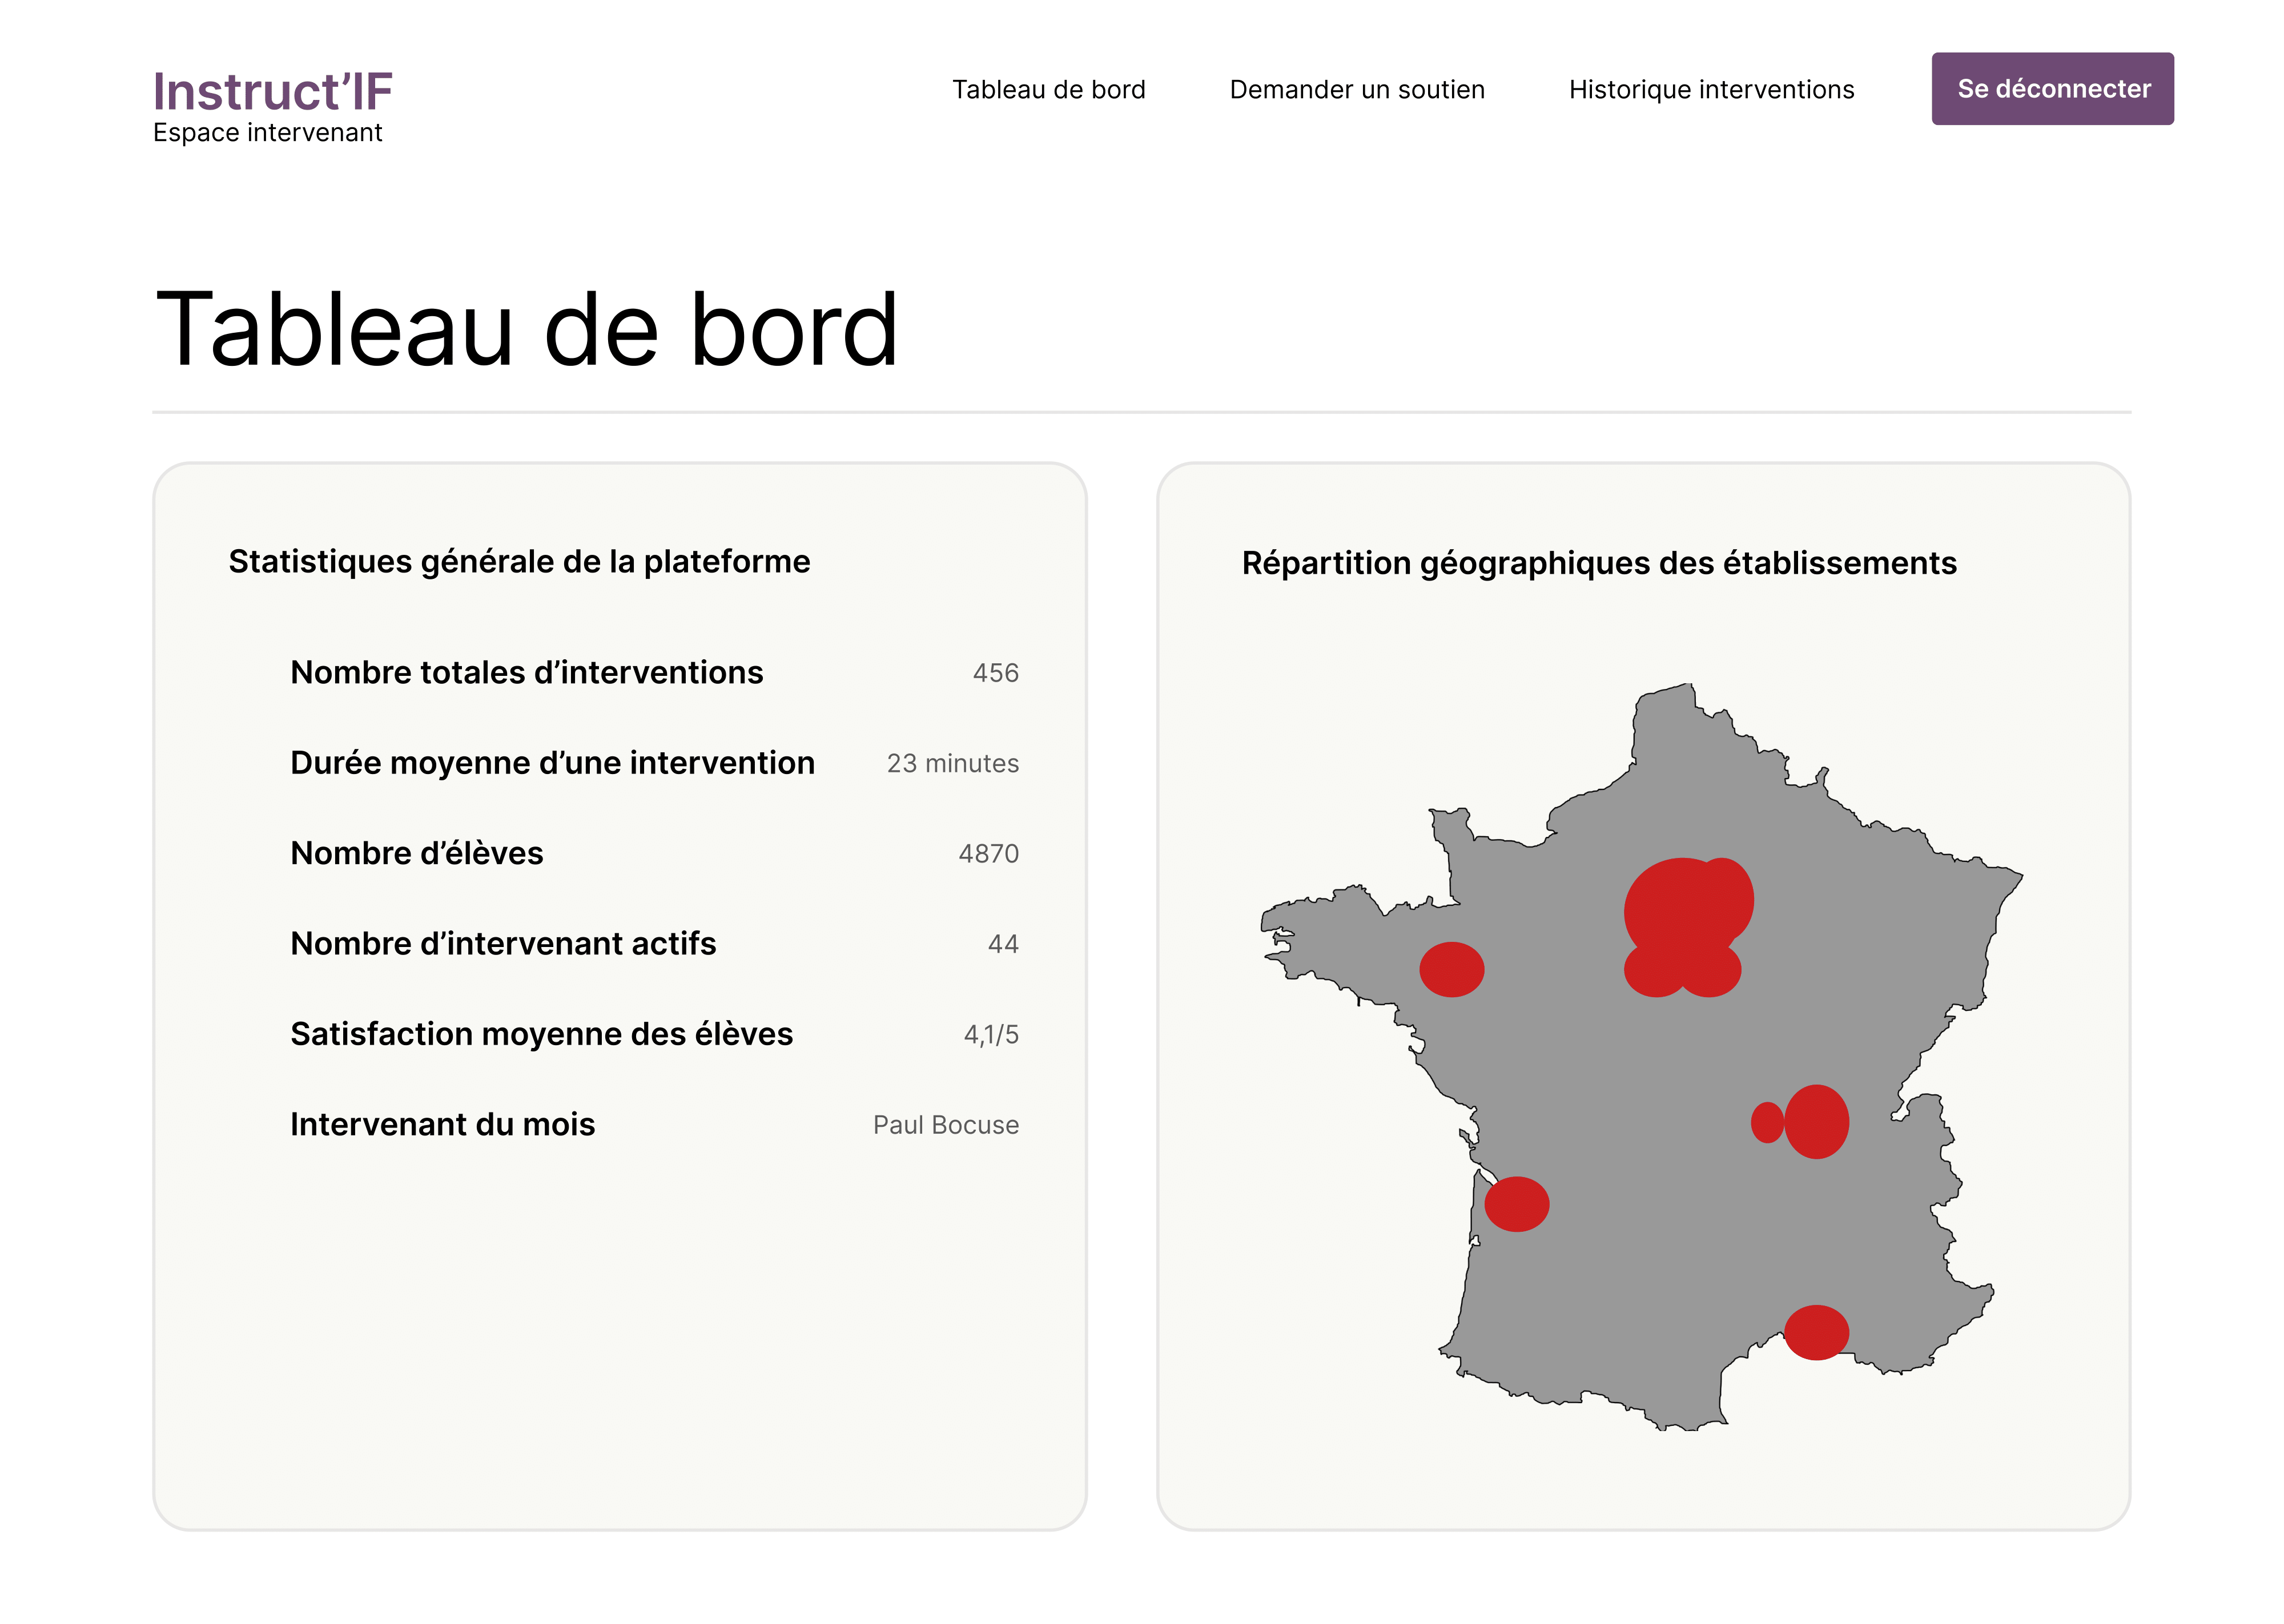 Instruct’IF
Espace intervenant
Tableau de bord
Demander un soutien
Historique interventions
Se déconnecter
Tableau de bord
Statistiques générale de la plateforme
Nombre totales d’interventions 456
Durée moyenne d’une intervention 23 minutes
Nombre d’élèves 4870
Nombre d’intervenant actifs 44
Satisfaction moyenne des élèves 4,1/5
Intervenant du mois Paul Bocuse
Répartition géographiques des établissements